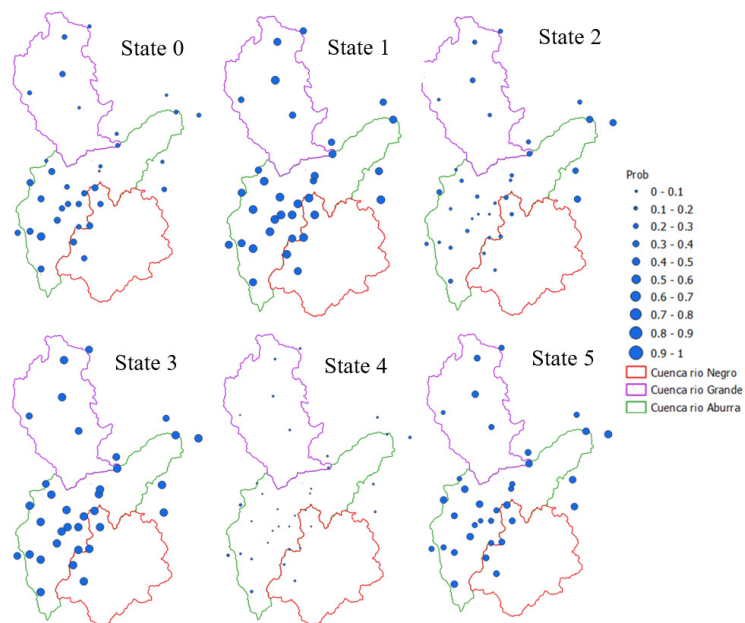 State 0
State 1
State 2
Prob
0 - 0.1
0.1 - 0.2
0.2 - 0.3
0.3 - 0.4
0.4 - 0.5
0.5 - 0.6
0.6 - 0.7
0.7 - 0.8
0.8 - 0.9
0.9 - 1
Cuenca rio Negro
Cuenca rio Grande
Cuenca rio Aburra
State 3
State 4
State 5